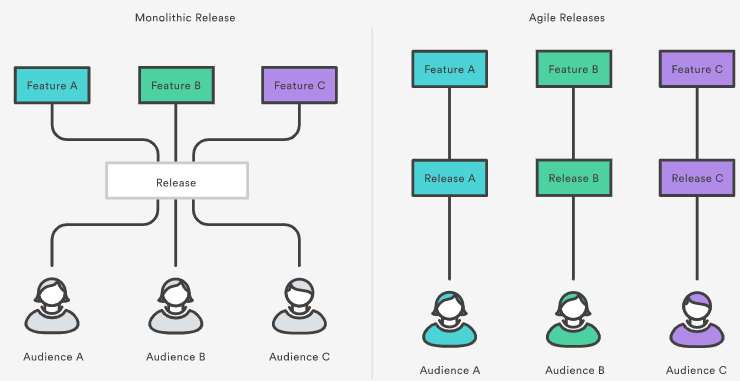 Monolithic Release
Feature A
Feature B
Feature C
Release
Audience A
Audience B
Audience C
Agile Releases
Feature A
Feature B
Feature C
Release A
Release B
Release C
Audience A
Audience B
Audience C